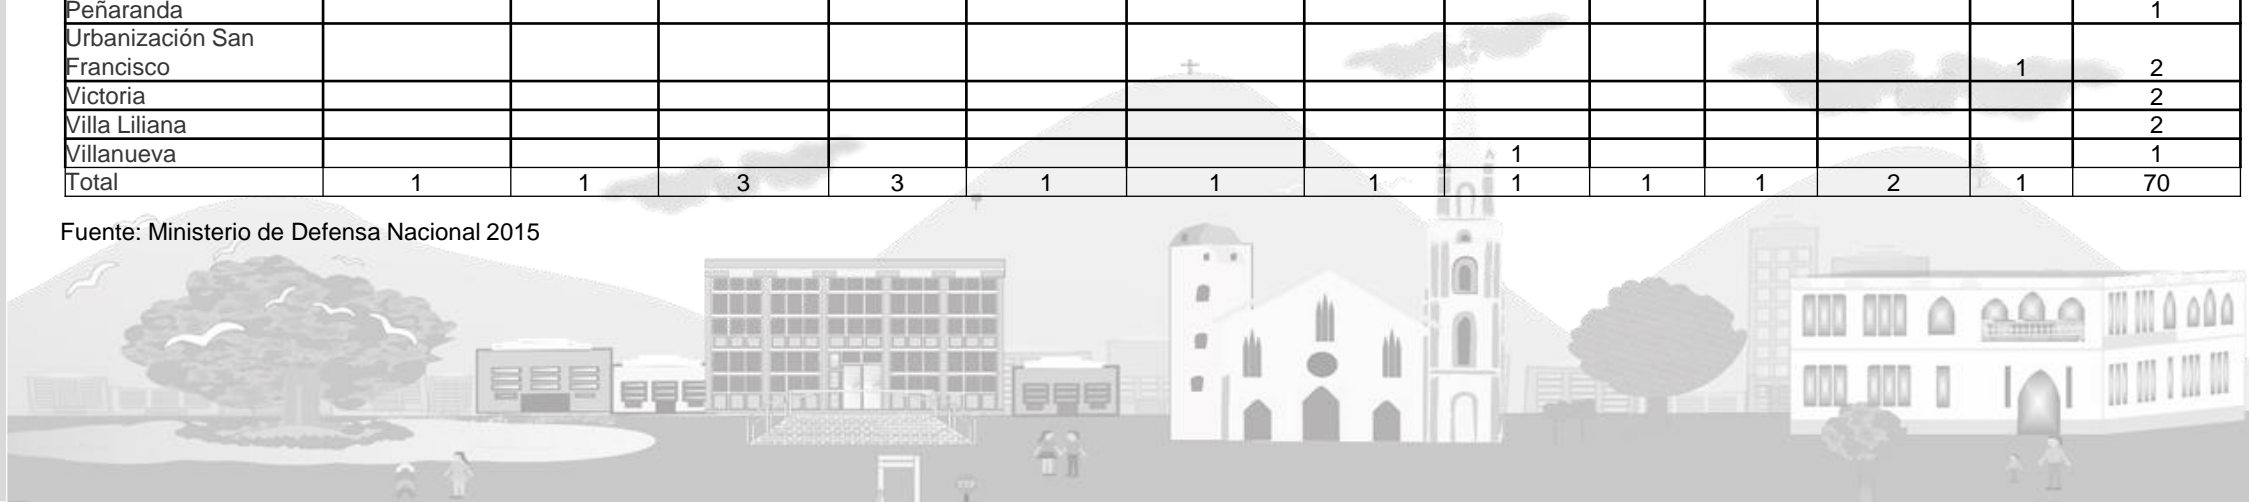 Peñaranda 1
Urbanización San
Francisco 1 2
Victoria 2
Villa Liliana 2
Villanueva 1 1
Total 1 1 3 3 1 1 1 1 1 1 2 1 70
Fuente: Ministerio de Defensa Nacional 2015